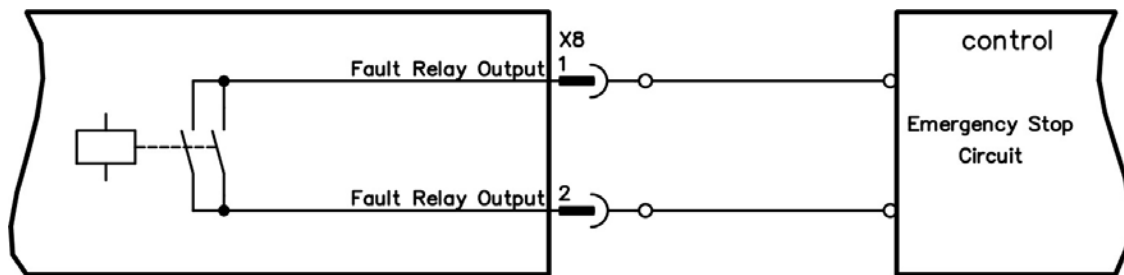 X8
control
Fault Relay Output
1
Emergency Stop
Circuit
Fault Relay Output
2